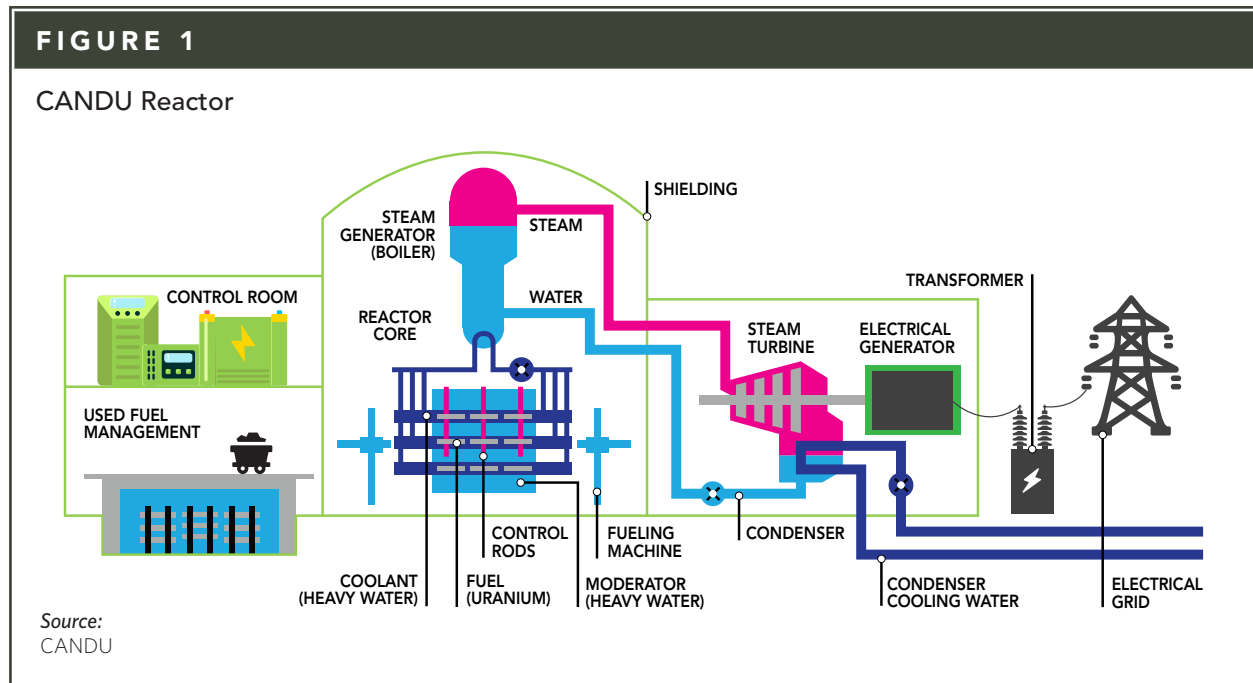 FIGURE 1
CANDU Reactor
SHIELDING
STEAM
GENERATOR
(BOILER)
STEAM
TRANSFORMER
CONTROL ROOM
WATER
REACTOR
CORE
STEAM
TURBINE
ELECTRICAL
GENERATOR
USED FUEL
MANAGEMENT
CONTROL
RODS
FUELING
MACHINE
CONDENSER
COOLANT
(HEAVY WATER)
FUEL
(URANIUM)
MODERATOR
(HEAVY WATER)
CONDENSER
COOLING WATER
ELECTRICAL
GRID
Source:
CANDU